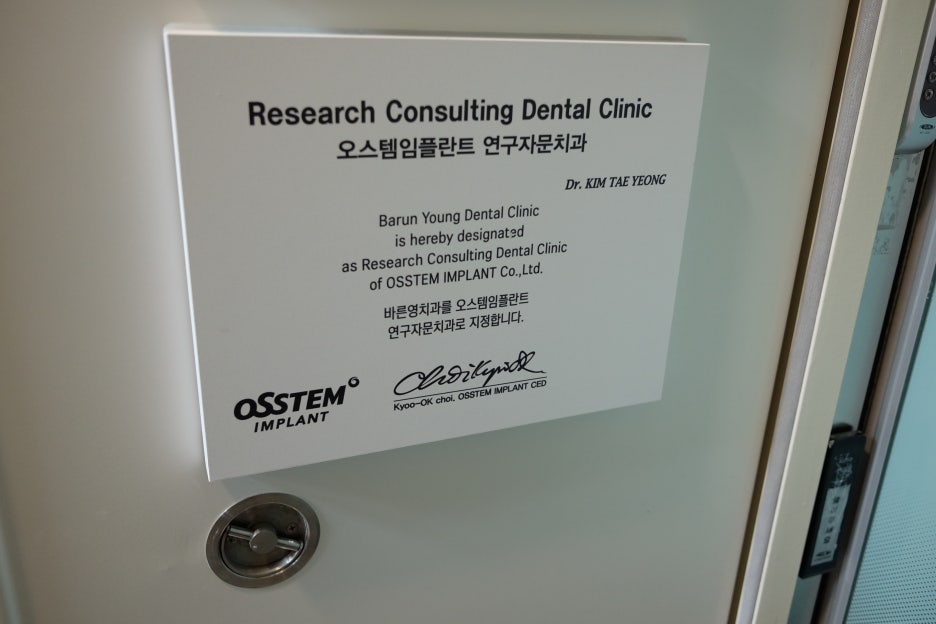 Research Consulting Dental Clinic
오스템임플란트 연구자문치과
Dr. KIM TAE YEONG
Barun Young Dental Clinic
is hereby designated
as Research Consulting Dental Clinic
of OSSTEM IMPLANT Co.,Ltd.
바른영치과를 오스템임플란트
연구자문치과로 지정합니다.
OSSTEM
IMPLANT
Kyoo-OK choi. OSSTEM IMPLANT CEO